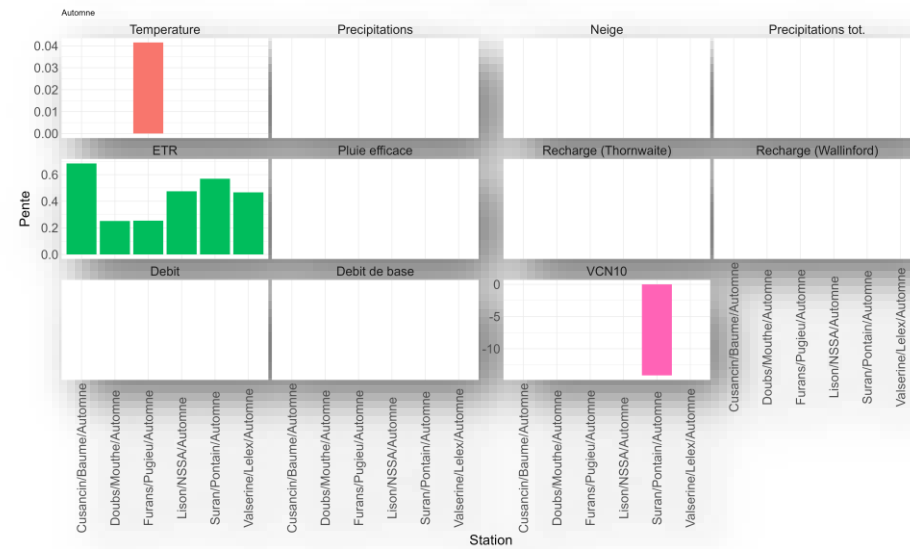 Automne
Temperature
Precipitations
Neige
Precipitations tot.
0.04
0.03
0.02
0.01
0.00
ETR
Pluie efficace
Recharge (Thornwaite)
Recharge (Wallinford)
0.6
0.4
0.2
0.0
Pente
Debit
Debit de base
VCN10
0
-5
-10
Cusancin/Baume/Automne
Doubs/Mouthe/Automne
Furans/Pugieu/Automne
Lison/NSSA/Automne
Suran/Pontain/Automne
Valserine/Lelex/Automne
Cusancin/Baume/Automne
Doubs/Mouthe/Automne
Furans/Pugieu/Automne
Lison/NSSA/Automne
Suran/Pontain/Automne
Valserine/Lelex/Automne
Cusancin/Baume/Automne
Doubs/Mouthe/Automne
Furans/Pugieu/Automne
Lison/NSSA/Automne
Suran/Pontain/Automne
Valserine/Lelex/Automne
Cusancin/Baume/Automne
Doubs/Mouthe/Automne
Furans/Pugieu/Automne
Lison/NSSA/Automne
Suran/Pontain/Automne
Valserine/Lelex/Automne
Station